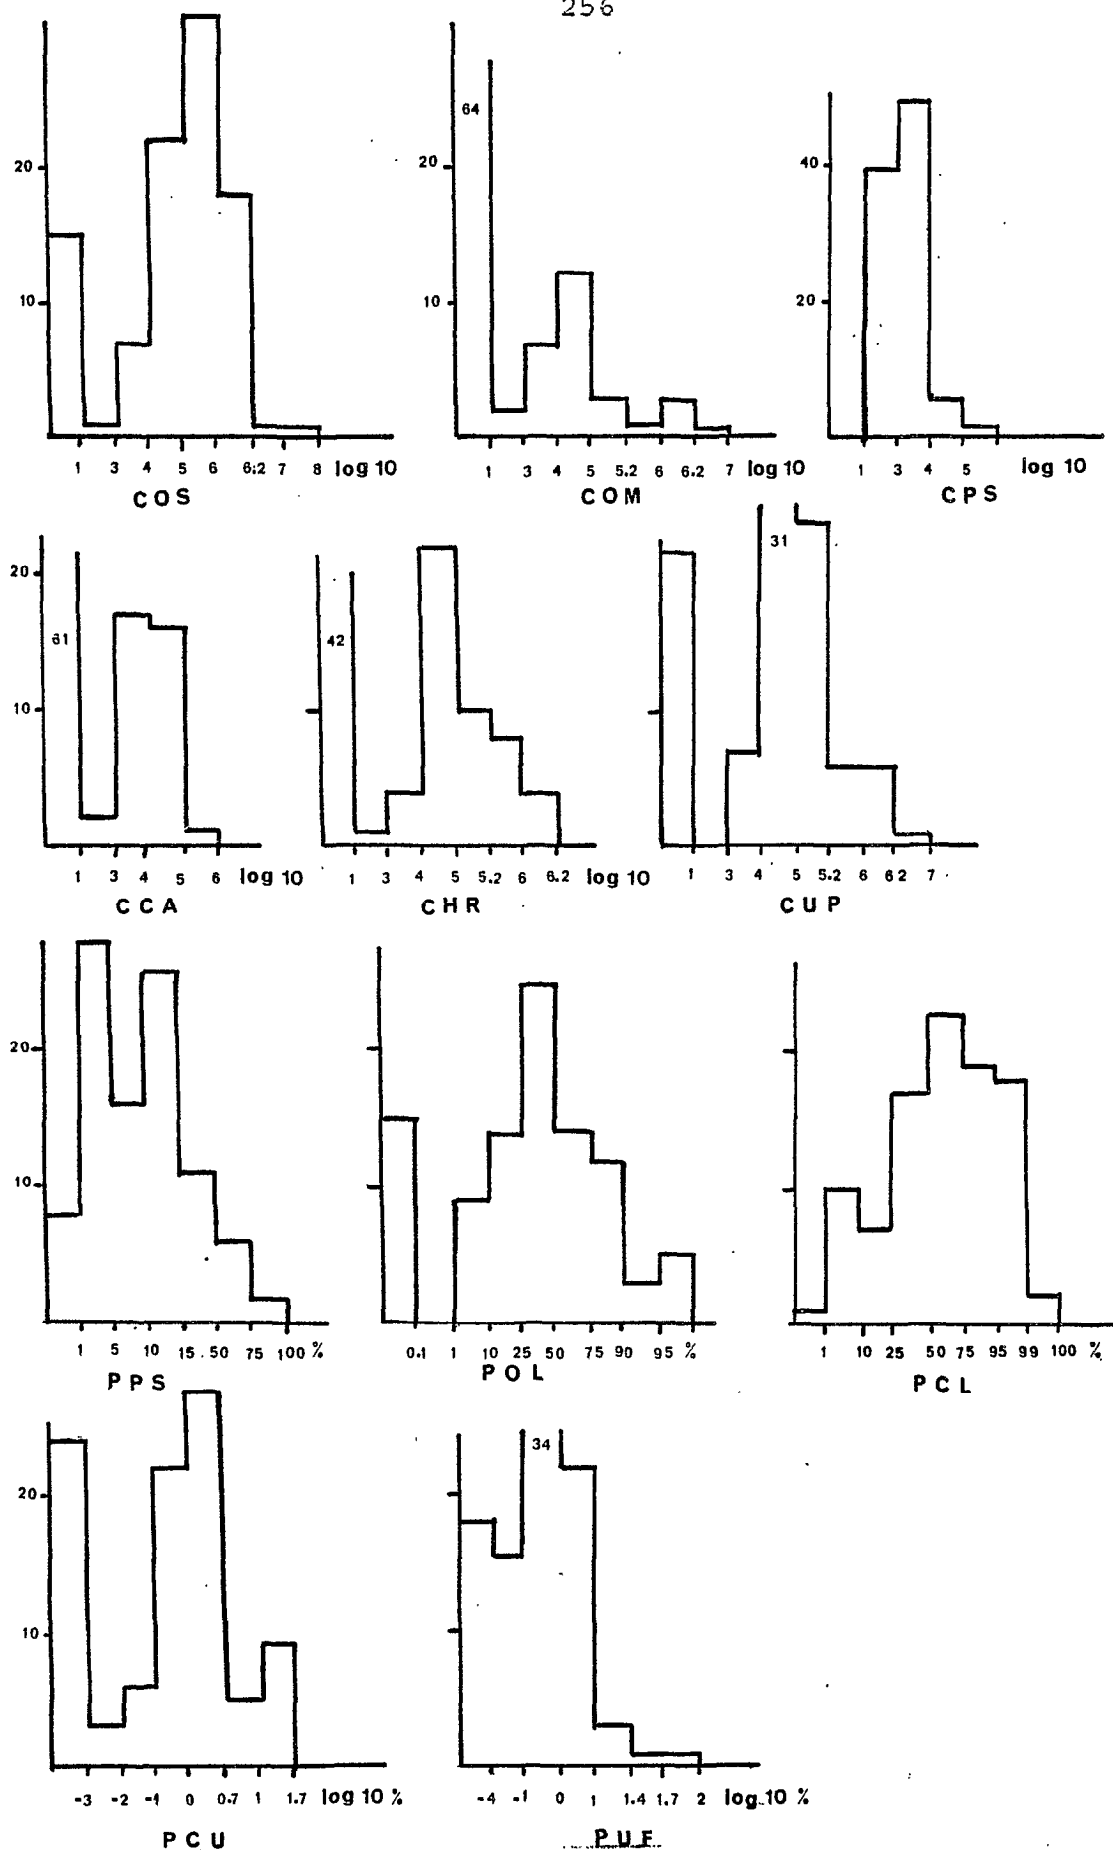 256
20
10
1 3 4 5 6 6.2 7 8 log 10
COS
64
20
10
1 3 4 5 5.2 6 6.2 7 log 10
COM
40
20
1 3 4 5 log 10
CPS
20
10
61
1 3 4 5 6 log 10
CCA
42
1 3 4 5 5.2 6 6.2 log 10
CHR
31
1 3 4 5 5.2 6 6 2 7
CUP
20
10
1 5 10 15 . 50 75 100 %
PPS
0.1 1 10 25 50 75 90 95 %
POL
1 10 25 50 75 95 99 100 %
PCL
20
10
-3 -2 -1 0 0.7 1 1.7 log 10 %
PCU
34
-4 -1 0 1 1.4 1.7 2 log 10 %
PUF